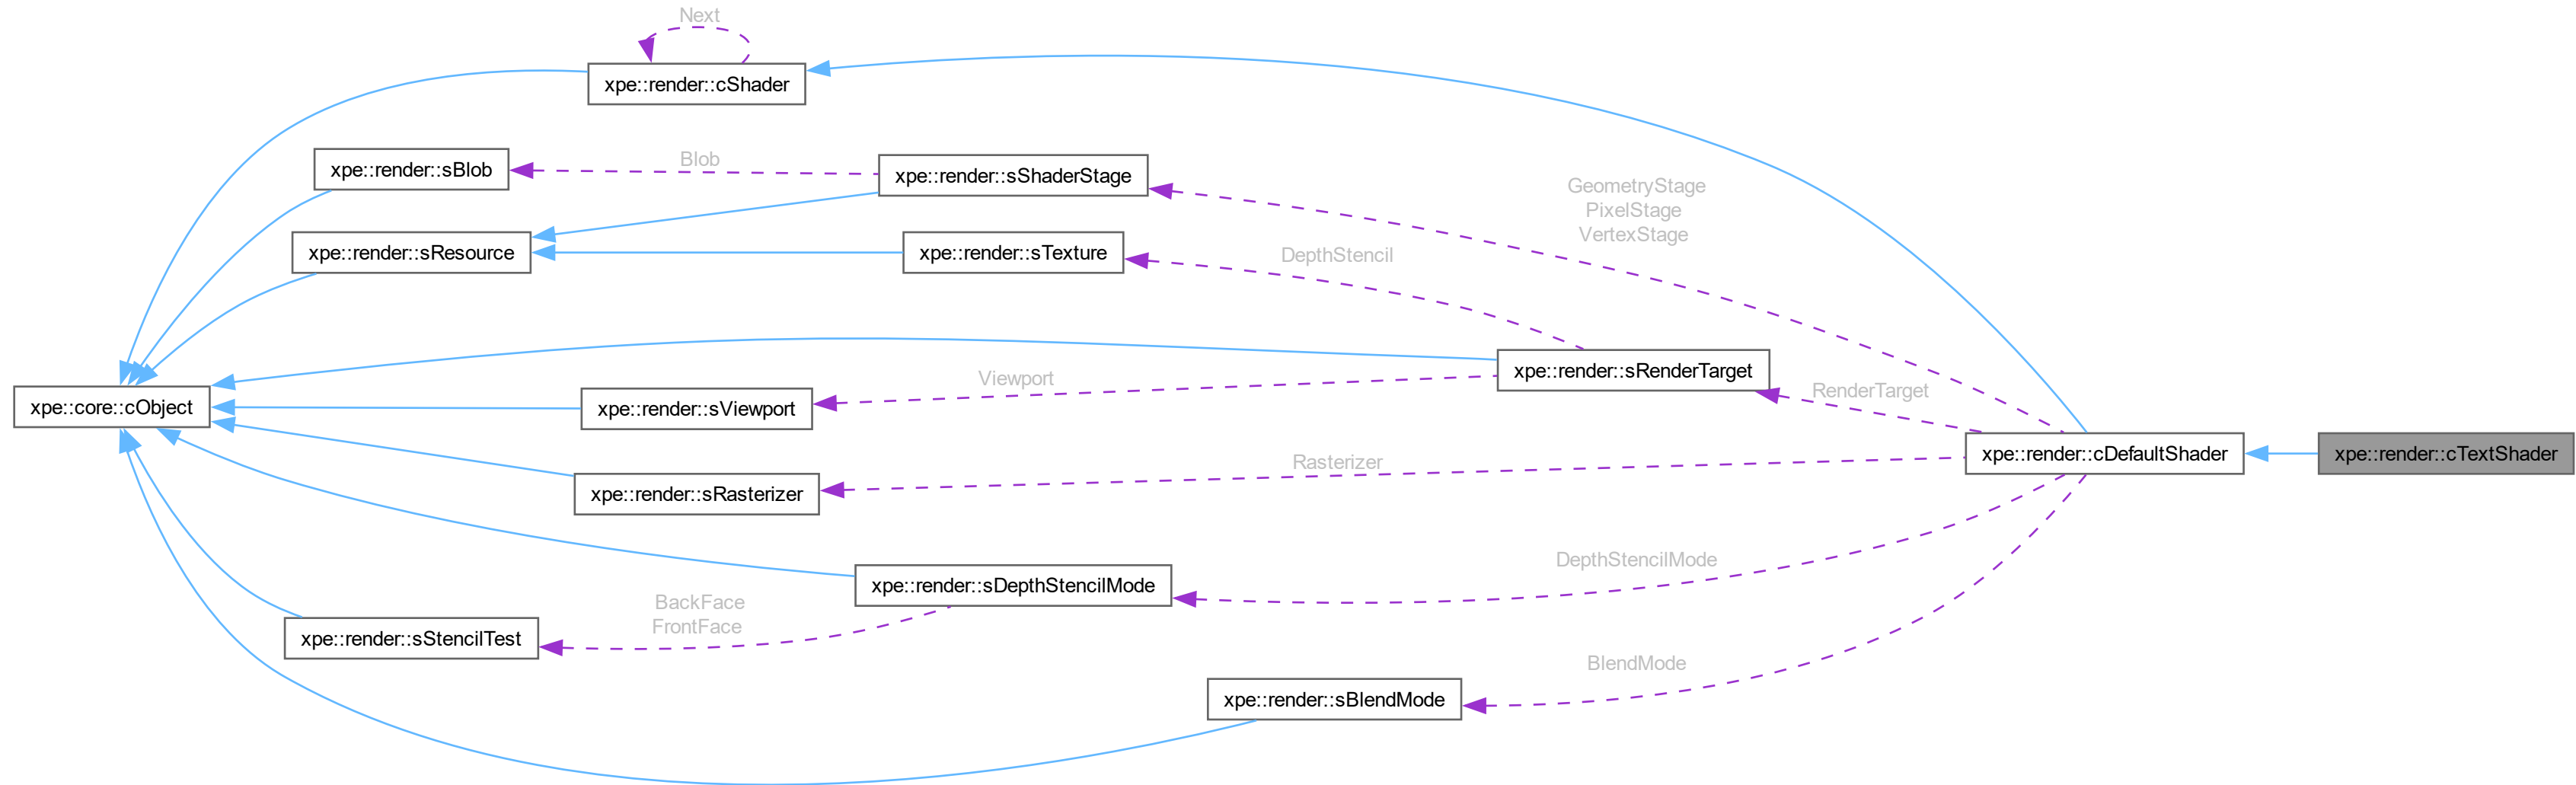 Next
xpe::render::cShader
xpe::render::sBlob
Blob
xpe::render::sShaderStage
GeometryStage
PixelStage
VertexStage
xpe::render::sResource
xpe::render::sTexture
DepthStencil
xpe::core::cObject
xpe::render::sViewport
Viewport
xpe::render::sRenderTarget
RenderTarget
xpe::render::cDefaultShader
xpe::render::cTextShader
xpe::render::sRasterizer
Rasterizer
xpe::render::sDepthStencilMode
DepthStencilMode
BackFace
FrontFace
xpe::render::sStencilTest
xpe::render::sBlendMode
BlendMode